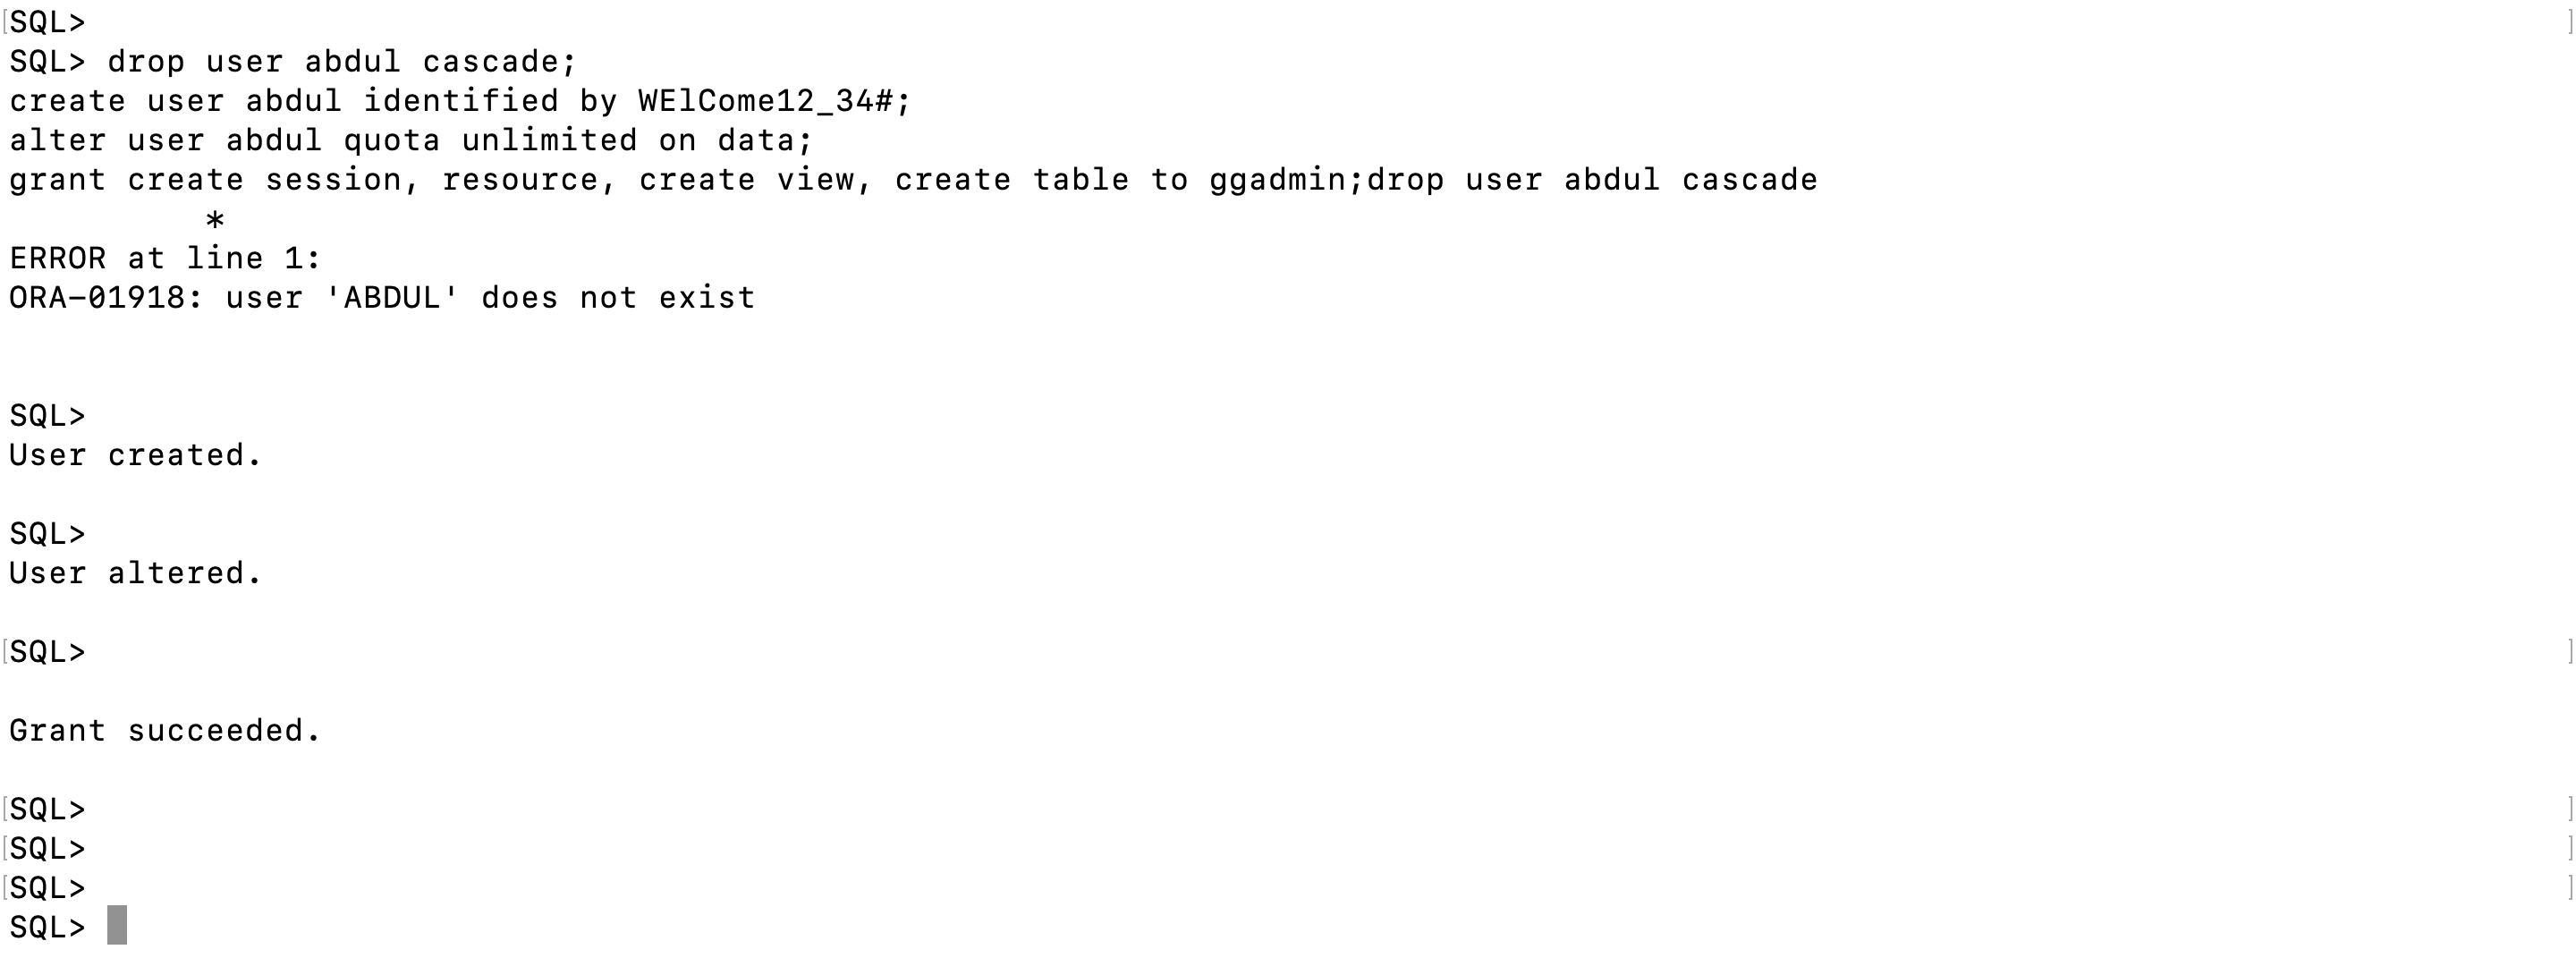 SQL>
SQL> drop user abdul cascade;
create user abdul identified by WElCome12_34#;
alter user abdul quota unlimited on data;
grant create session, resource, create view, create table to ggadmin;drop user abdul cascade
*
ERROR at line 1:
ORA-01918: user 'ABDUL' does not exist
SQL>
User created.
SQL>
User altered.
SQL>
Grant succeeded.
SQL>
SQL>
SQL>
SQL>